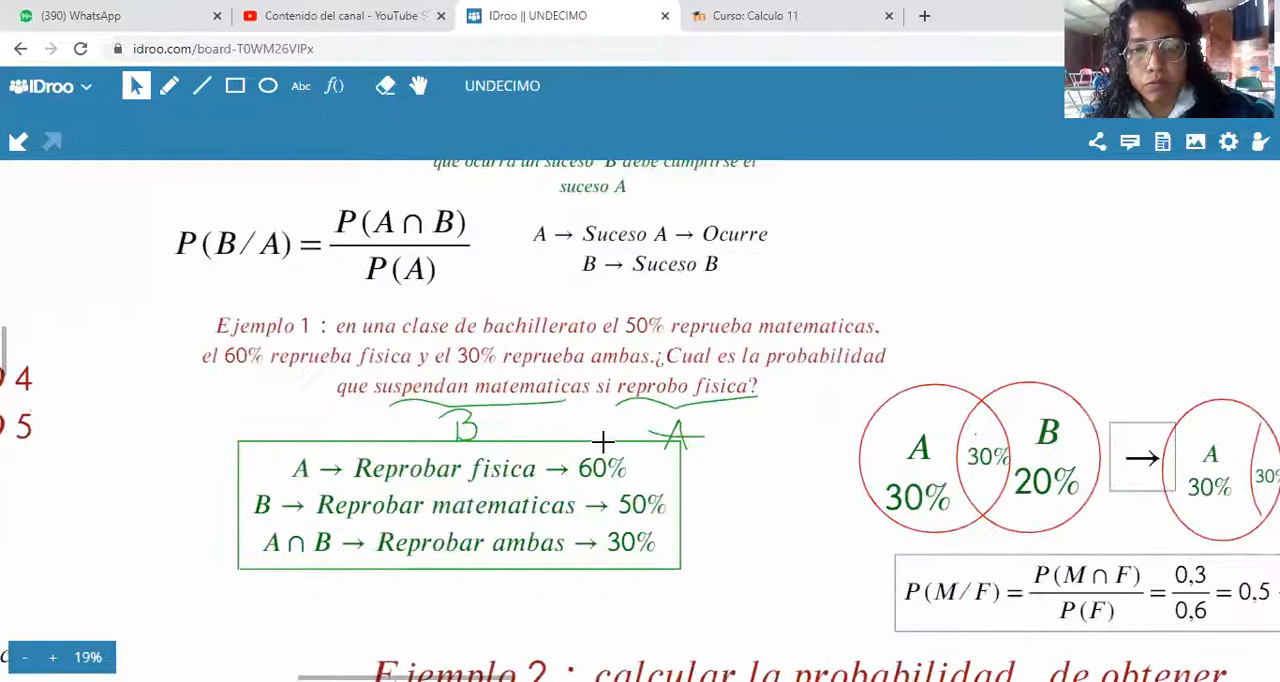 (390) WhatsApp
Contenido del canal - YouTube S
IDroo || UNDECIMO
Curso: Calculo 11
idroo.com/board-T0WM26VIPx
IDroo
Abc
f()
UNDECIMO
que ocurra un suceso B debe cumplirse el
suceso A
P(B/A) = P(A∩B) / P(A)
A → Suceso A → Ocurre
B → Suceso B
Ejemplo 1 : en una clase de bachillerato el 50% reprueba matematicas,
el 60% reprueba fisica y el 30% reprueba ambas.¿Cual es la probabilidad
que suspendan matematicas si reprobo fisica?
B
A
4
5
A → Reprobar fisica → 60%
B → Reprobar matematicas → 50%
A ∩ B → Reprobar ambas → 30%
A
30%
30%
B
20%
→
A
30%
30%
P(M/F) = P(M∩F) / P(F) = 0,3 / 0,6 = 0,5
- + 19%
Ejemplo 2 : calcular la probabilidad de obtener